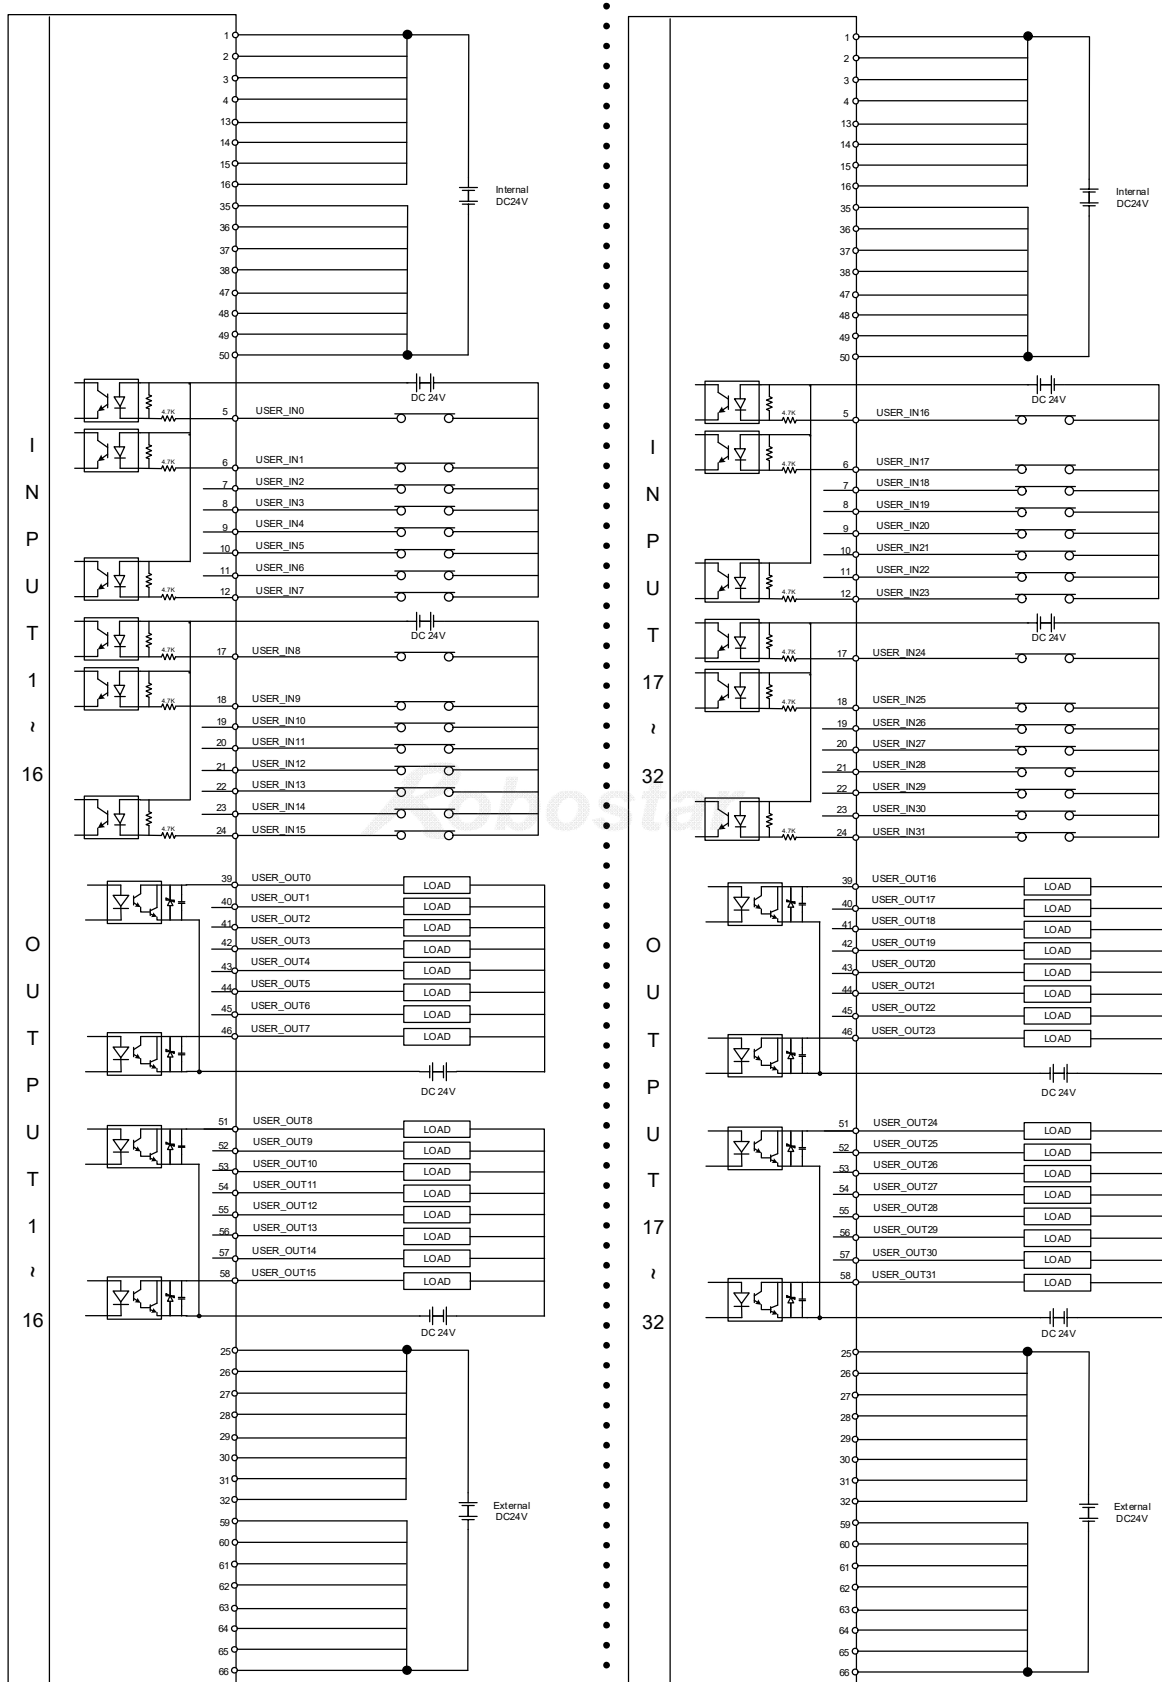 1
2
3
4
13
14
15
16
35
36
37
38
47
48
49
50
Internal
DC24V
DC 24V
4.7K
5 USER_IN0
4.7K
6 USER_IN1
7 USER_IN2
8 USER_IN3
9 USER_IN4
10 USER_IN5
11 USER_IN6
4.7K
12 USER_IN7
DC 24V
4.7K
17 USER_IN8
4.7K
18 USER_IN9
19 USER_IN10
20 USER_IN11
21 USER_IN12
22 USER_IN13
23 USER_IN14
4.7K
24 USER_IN15
I
N
P
U
T
1
~
16
39 USER_OUT0 LOAD
40 USER_OUT1 LOAD
41 USER_OUT2 LOAD
42 USER_OUT3 LOAD
43 USER_OUT4 LOAD
44 USER_OUT5 LOAD
45 USER_OUT6 LOAD
46 USER_OUT7 LOAD
DC 24V
51 USER_OUT8 LOAD
52 USER_OUT9 LOAD
53 USER_OUT10 LOAD
54 USER_OUT11 LOAD
55 USER_OUT12 LOAD
56 USER_OUT13 LOAD
57 USER_OUT14 LOAD
58 USER_OUT15 LOAD
DC 24V
O
U
T
P
U
T
1
~
16
25
26
27
28
29
30
31
32
59
60
61
62
63
64
65
66
External
DC24V
Robostar
1
2
3
4
13
14
15
16
35
36
37
38
47
48
49
50
Internal
DC24V
DC 24V
4.7K
5 USER_IN16
4.7K
6 USER_IN17
7 USER_IN18
8 USER_IN19
9 USER_IN20
10 USER_IN21
11 USER_IN22
4.7K
12 USER_IN23
DC 24V
4.7K
17 USER_IN24
4.7K
18 USER_IN25
19 USER_IN26
20 USER_IN27
21 USER_IN28
22 USER_IN29
23 USER_IN30
4.7K
24 USER_IN31
I
N
P
U
T
17
~
32
39 USER_OUT16 LOAD
40 USER_OUT17 LOAD
41 USER_OUT18 LOAD
42 USER_OUT19 LOAD
43 USER_OUT20 LOAD
44 USER_OUT21 LOAD
45 USER_OUT22 LOAD
46 USER_OUT23 LOAD
DC 24V
51 USER_OUT24 LOAD
52 USER_OUT25 LOAD
53 USER_OUT26 LOAD
54 USER_OUT27 LOAD
55 USER_OUT28 LOAD
56 USER_OUT29 LOAD
57 USER_OUT30 LOAD
58 USER_OUT31 LOAD
DC 24V
O
U
T
P
U
T
17
~
32
25
26
27
28
29
30
31
32
59
60
61
62
63
64
65
66
External
DC24V